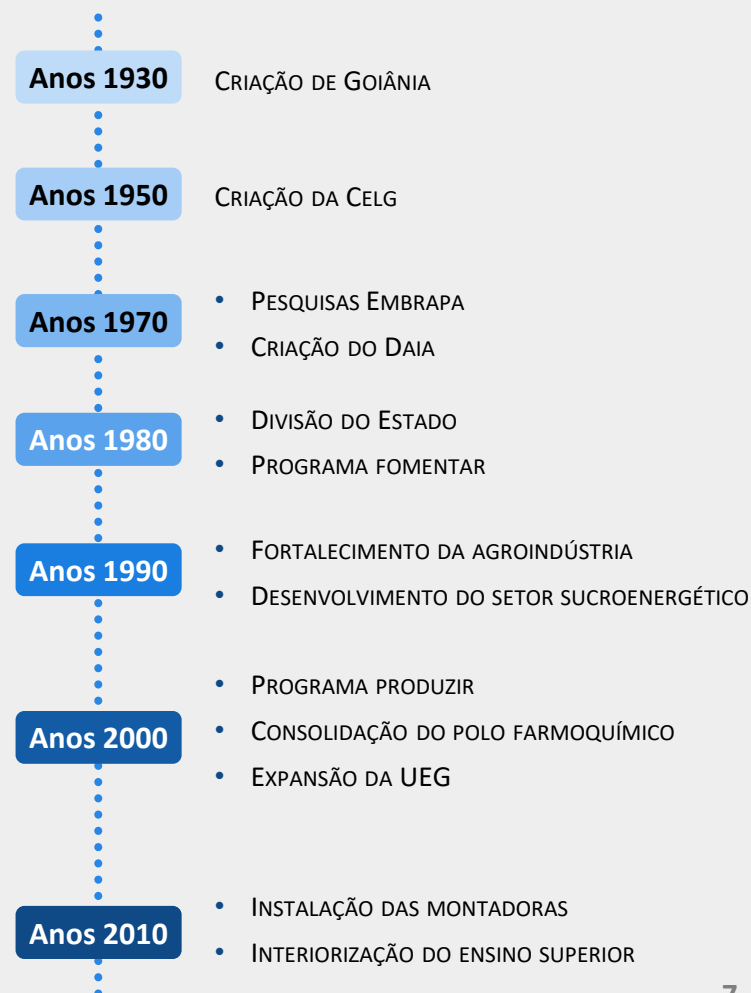 Anos 1930
Criação de Goiânia
Anos 1950
Criação da Celg
Anos 1970
• Pesquisas Embrapa
• Criação do Daia
Anos 1980
• Divisão do Estado
• Programa fomentar
Anos 1990
• Fortalecimento da agroindústria
• Desenvolvimento do setor sucroenergético
Anos 2000
• Programa produzir
• Consolidação do polo farmoquímico
• Expansão da UEG
Anos 2010
• Instalação das montadoras
• Interiorização do ensino superior
7